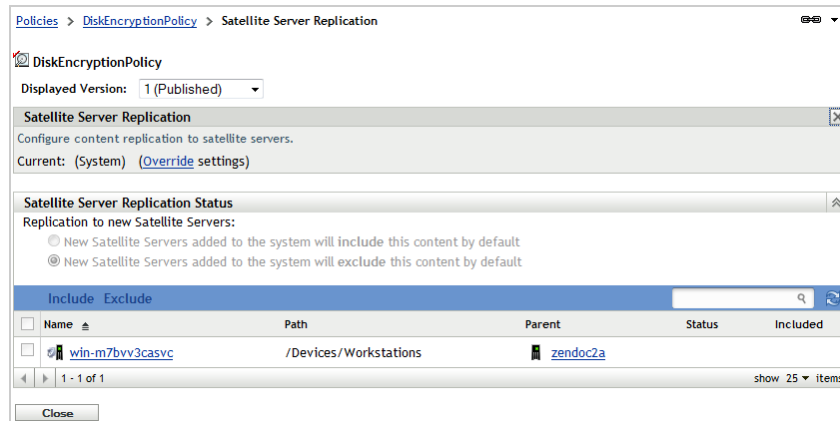 Policies > DiskEncryptionPolicy > Satellite Server Replication
DiskEncryptionPolicy
Displayed Version: 1 (Published)
Satellite Server Replication
Configure content replication to satellite servers.
Current: (System) (Override settings)
Satellite Server Replication Status
Replication to new Satellite Servers:
New Satellite Servers added to the system will include this content by default
New Satellite Servers added to the system will exclude this content by default
Include Exclude
Name Path Parent Status Included
win-m7bvv3casvc /Devices/Workstations zendoc2a
1 - 1 of 1 show 25 items
Close